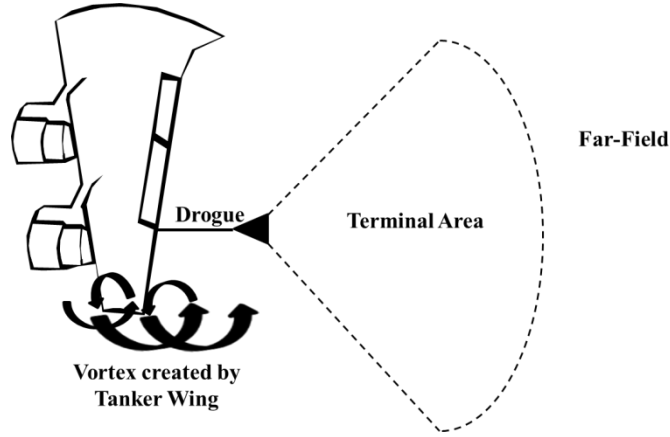 Far-Field
Drogue
Terminal Area
Vortex created by
Tanker Wing